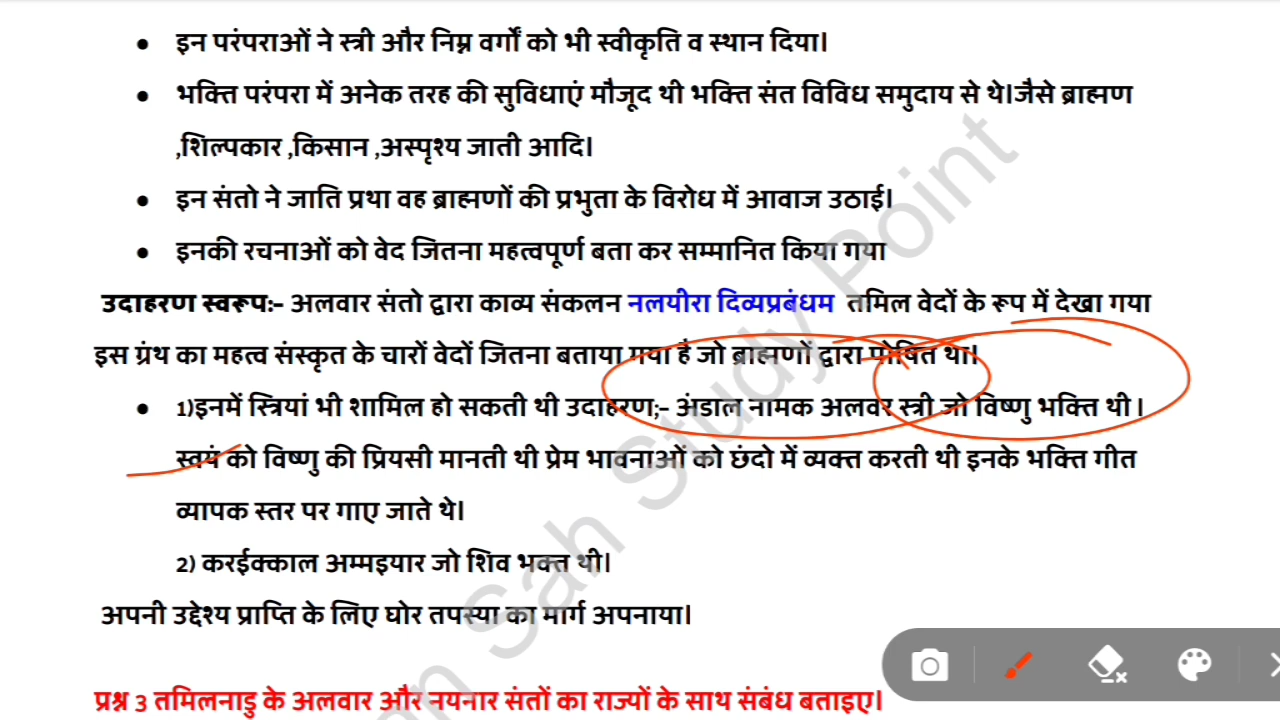 इन परंपराओं ने स्त्री और निम्न वर्गों को भी स्वीकृति व स्थान दिया।
भक्ति परंपरा में अनेक तरह की सुविधाएं मौजूद थी भक्ति संत विविध समुदाय से थे।जैसे ब्राह्मण
,शिल्पकार ,किसान ,अस्पृश्य जाती आदि।
इन संतो ने जाति प्रथा वह ब्राह्मणों की प्रभुता के विरोध में आवाज उठाई।
इनकी रचनाओं को वेद जितना महत्वपूर्ण बता कर सम्मानित किया गया
उदाहरण स्वरूप:- अलवार संतो द्वारा काव्य संकलन नलयीरा दिव्यप्रबंधम तमिल वेदों के रूप में देखा गया
इस ग्रंथ का महत्व संस्कृत के चारों वेदों जितना बताया गया है जो ब्राह्मणों द्वारा पोषित था।
1)इनमें स्त्रियां भी शामिल हो सकती थी उदाहरण;- अंडाल नामक अलवर स्त्री जो विष्णु भक्ति थी ।
स्वयं को विष्णु की प्रियसी मानती थी प्रेम भावनाओं को छंदो में व्यक्त करती थी इनके भक्ति गीत
व्यापक स्तर पर गाए जाते थे।
2) करईक्काल अम्मइयार जो शिव भक्त थी।
अपनी उद्देश्य प्राप्ति के लिए घोर तपस्या का मार्ग अपनाया।
प्रश्न 3 तमिलनाडु के अलवार और नयनार संतों का राज्यों के साथ संबंध बताइए।
Sah Study Point